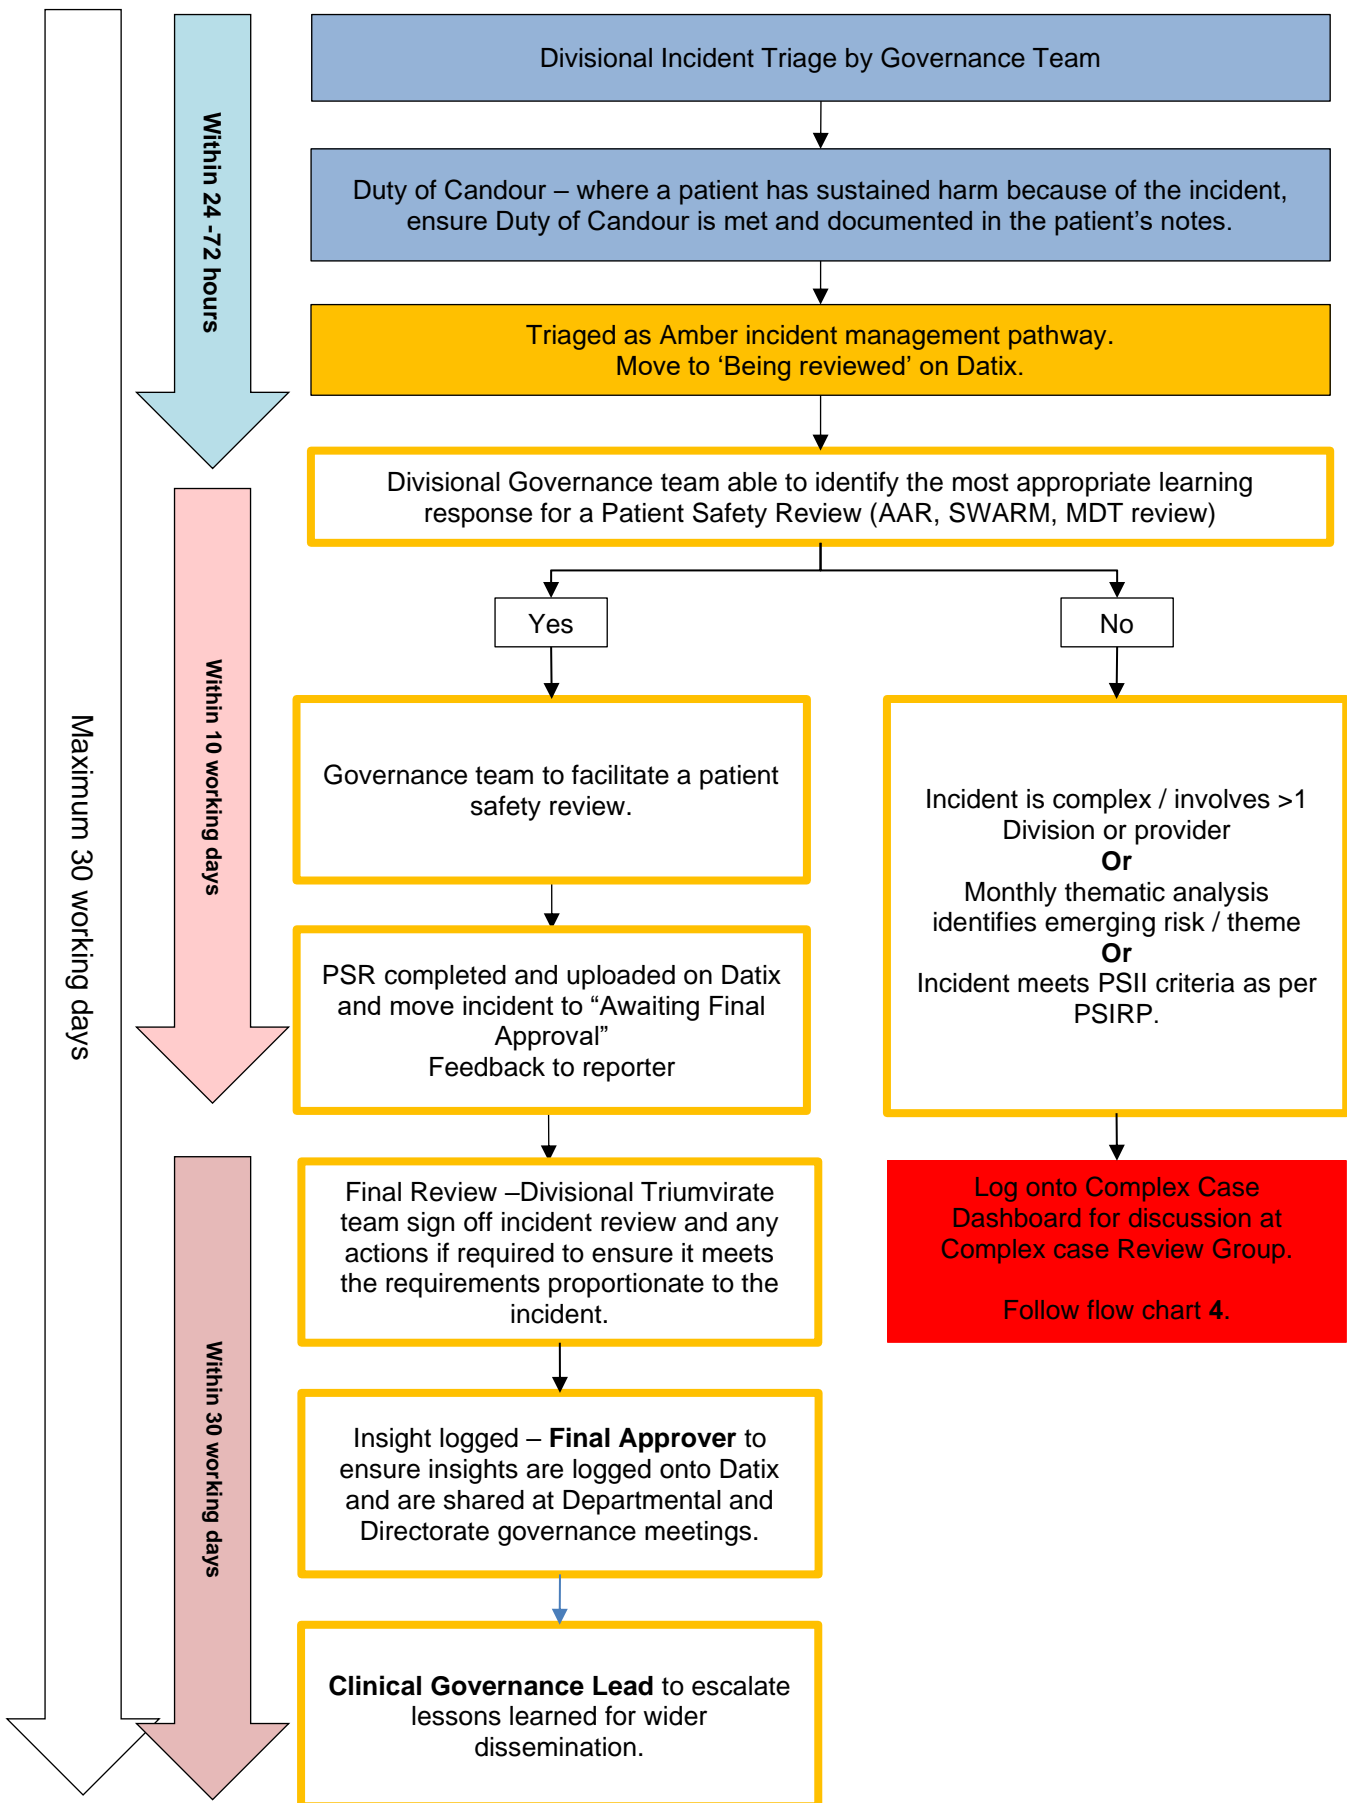 Divisional Incident Triage by Governance Team
Duty of Candour – where a patient has sustained harm because of the incident,
ensure Duty of Candour is met and documented in the patient’s notes.
Triaged as Amber incident management pathway.
Move to ‘Being reviewed’ on Datix.
Within 24 -72 hours
Divisional Governance team able to identify the most appropriate learning
response for a Patient Safety Review (AAR, SWARM, MDT review)
Yes
No
Maximum 30 working days
Within 10 working days
Governance team to facilitate a patient
safety review.
Incident is complex / involves >1
Division or provider
Or
Monthly thematic analysis
identifies emerging risk / theme
Or
Incident meets PSII criteria as per
PSIRP.
PSR completed and uploaded on Datix
and move incident to “Awaiting Final
Approval”
Feedback to reporter
Final Review –Divisional Triumvirate
team sign off incident review and any
actions if required to ensure it meets
the requirements proportionate to the
incident.
Log onto Complex Case
Dashboard for discussion at
Complex case Review Group.
Follow flow chart 4.
Within 30 working days
Insight logged – Final Approver to
ensure insights are logged onto Datix
and are shared at Departmental and
Directorate governance meetings.
Clinical Governance Lead to escalate
lessons learned for wider
dissemination.